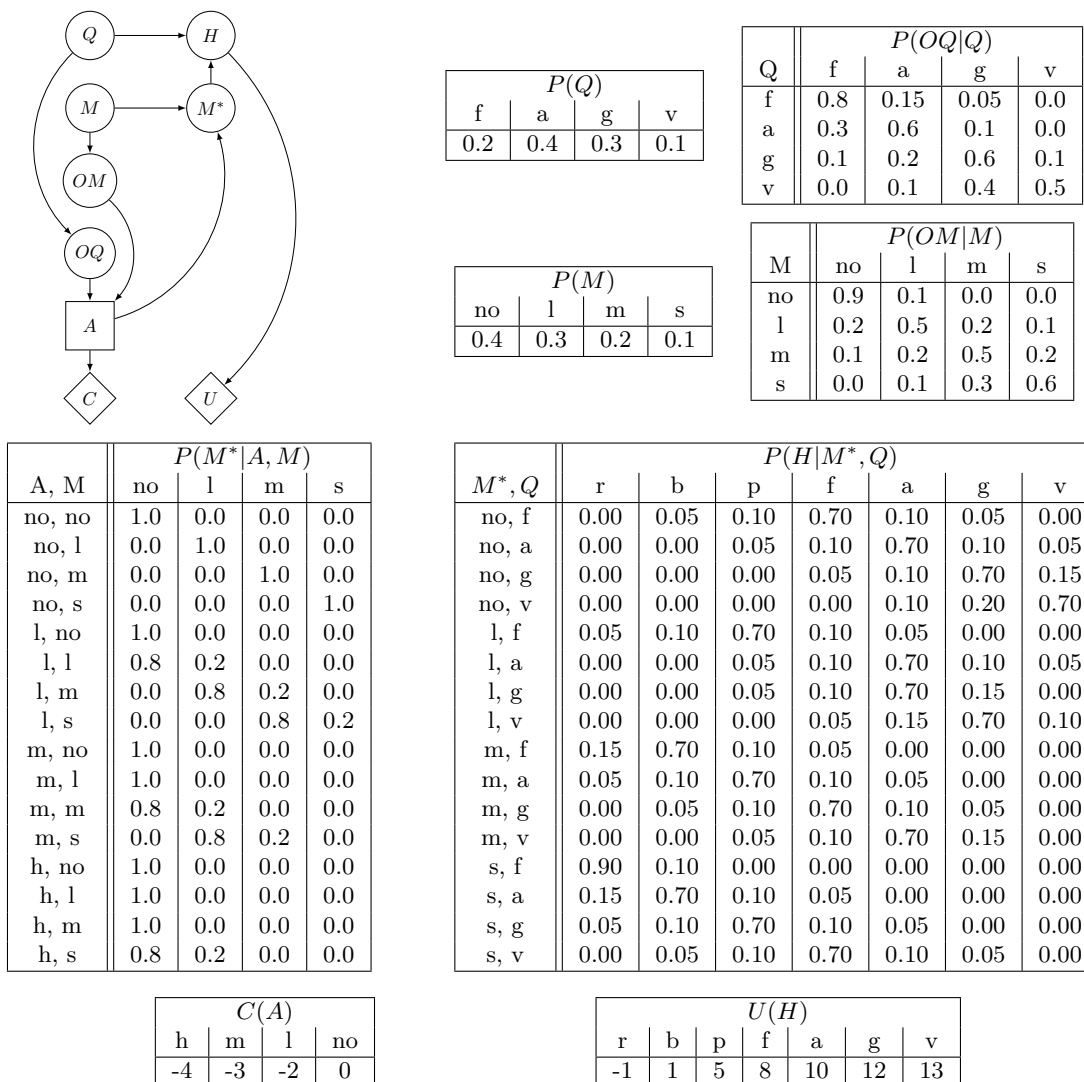 Q H
M M*
OM
OQ
A
C U
P(Q)
f a g v
0.2 0.4 0.3 0.1
P(OQ|Q)
Q f a g v
f 0.8 0.15 0.05 0.0
a 0.3 0.6 0.1 0.0
g 0.1 0.2 0.6 0.1
v 0.0 0.1 0.4 0.5
P(M)
no l m s
0.4 0.3 0.2 0.1
P(OM|M)
M no l m s
no 0.9 0.1 0.0 0.0
l 0.2 0.5 0.2 0.1
m 0.1 0.2 0.5 0.2
s 0.0 0.1 0.3 0.6
P(M*|A, M)
A, M no l m s
no, no 1.0 0.0 0.0 0.0
no, l 0.0 1.0 0.0 0.0
no, m 0.0 0.0 1.0 0.0
no, s 0.0 0.0 0.0 1.0
l, no 1.0 0.0 0.0 0.0
l, l 0.8 0.2 0.0 0.0
l, m 0.0 0.8 0.2 0.0
l, s 0.0 0.0 0.8 0.2
m, no 1.0 0.0 0.0 0.0
m, l 1.0 0.0 0.0 0.0
m, m 0.8 0.2 0.0 0.0
m, s 0.0 0.8 0.2 0.0
h, no 1.0 0.0 0.0 0.0
h, l 1.0 0.0 0.0 0.0
h, m 1.0 0.0 0.0 0.0
h, s 0.8 0.2 0.0 0.0
P(H|M*, Q)
M*, Q r b p f a g v
no, f 0.00 0.05 0.10 0.70 0.10 0.05 0.00
no, a 0.00 0.00 0.05 0.10 0.70 0.10 0.05
no, g 0.00 0.00 0.00 0.05 0.10 0.70 0.15
no, v 0.00 0.00 0.00 0.00 0.10 0.20 0.70
l, f 0.05 0.10 0.70 0.10 0.05 0.00 0.00
l, a 0.00 0.00 0.05 0.10 0.70 0.10 0.05
l, g 0.00 0.00 0.05 0.10 0.70 0.15 0.00
l, v 0.00 0.00 0.00 0.05 0.15 0.70 0.10
m, f 0.15 0.70 0.10 0.05 0.00 0.00 0.00
m, a 0.05 0.10 0.70 0.10 0.05 0.00 0.00
m, g 0.00 0.05 0.10 0.70 0.10 0.05 0.00
m, v 0.00 0.00 0.05 0.10 0.70 0.15 0.00
s, f 0.90 0.10 0.00 0.00 0.00 0.00 0.00
s, a 0.15 0.70 0.10 0.05 0.00 0.00 0.00
s, g 0.05 0.10 0.70 0.10 0.05 0.00 0.00
s, v 0.00 0.05 0.10 0.70 0.10 0.05 0.00
C(A)
h m l no
-4 -3 -2 0
U(H)
r b p f a g v
-1 1 5 8 10 12 13